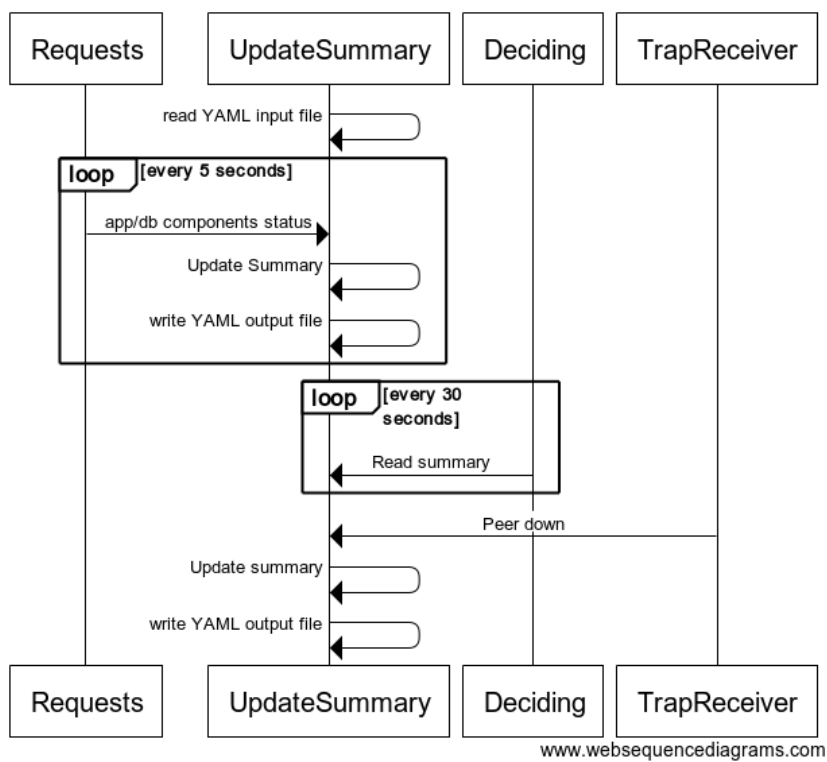 Requests UpdateSummary Deciding TrapReceiver
read YAML input file
loop [every 5 seconds]
app/db components status
Update Summary
write YAML output file
loop [every 30
seconds]
Read summary
Peer down
Update summary
write YAML output file
Requests UpdateSummary Deciding TrapReceiver
www.websequencediagrams.com